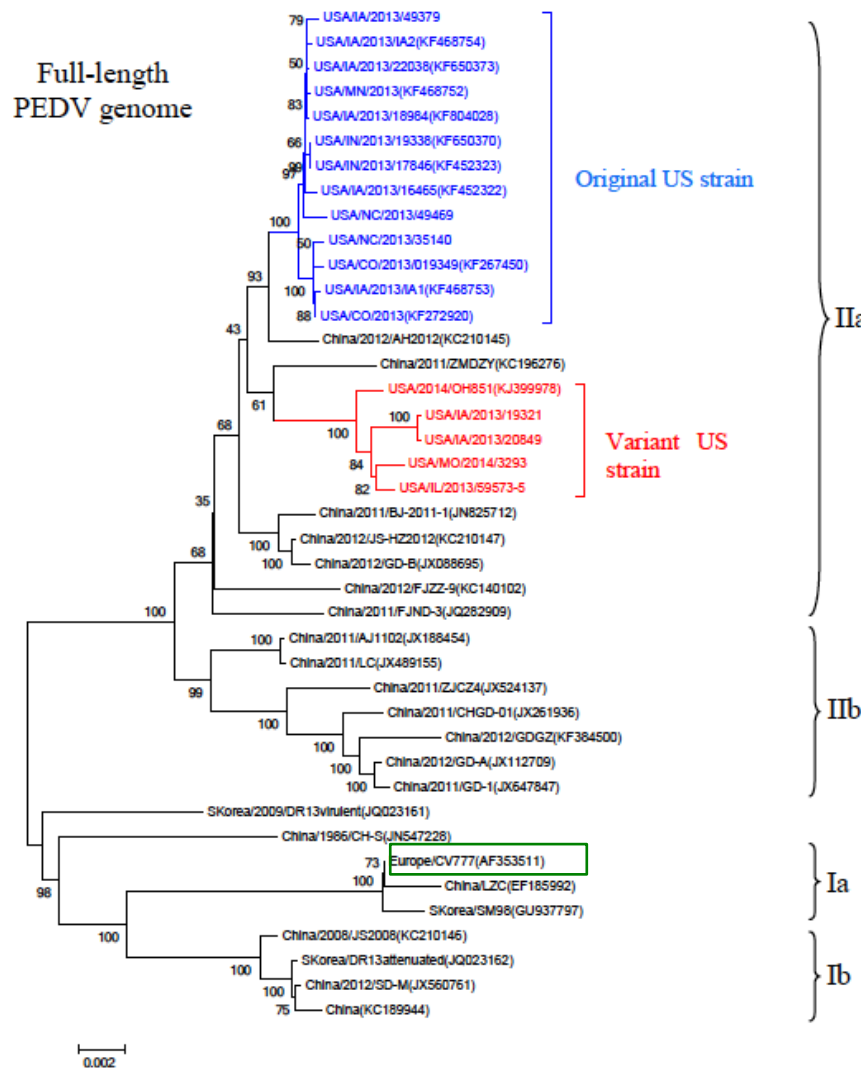 Full-length
PEDV genome
79
USA/IA/2013/49379
USA/IA/2013/IA2(KF468754)
50
USA/IA/2013/22038(KF650373)
USA/MN/2013(KF468752)
83
USA/IA/2013/18984(KF804028)
66
USA/IN/2013/19338(KF650370)
99
USA/IN/2013/17846(KF452323)
97
USA/IA/2013/16465(KF452322)
Original US strain
USA/NC/2013/49469
100
50
USA/NC/2013/35140
USA/CO/2013/019349(KF267450)
93
100
USA/IA/2013/IA1(KF468753)
88
USA/CO/2013(KF272920)
IIa
43
China/2012/AH2012(KC210145)
China/2011/ZMDZY(KC196276)
61
USA/2014/OH851(KJ399978)
100
USA/IA/2013/19321
100
USA/IA/2013/20849
68
84
USA/MO/2014/3293
82
USA/IL/2013/59573-5
Variant US
strain
35
China/2011/BJ-2011-1(JN825712)
100
China/2012/JS-HZ2012(KC210147)
100
China/2012/GD-B(JX088695)
68
China/2012/FJZZ-9(KC140102)
China/2011/FJND-3(JQ282909)
100
100
China/2011/AJ1102(JX188454)
China/2011/LC(JX489155)
99
China/2011/ZJCZ4(JX524137)
100
China/2011/CHGD-01(JX261936)
IIb
100
China/2012/GDGZ(KF384500)
100
China/2012/GD-A(JX112709)
100
China/2011/GD-1(JX647847)
SKorea/2009/DR13virulent(JQ023161)
China/1986/CH-S(JN547228)
98
73
Europe/CV777(AF353511)
100
China/LZC(EF185992)
Ia
SKorea/SM98(GU937797)
100
China/2008/JS2008(KC210146)
100
SKorea/DR13attenuated(JQ023162)
100
China/2012/SD-M(JX560761)
Ib
75
China(KC189944)
0.002